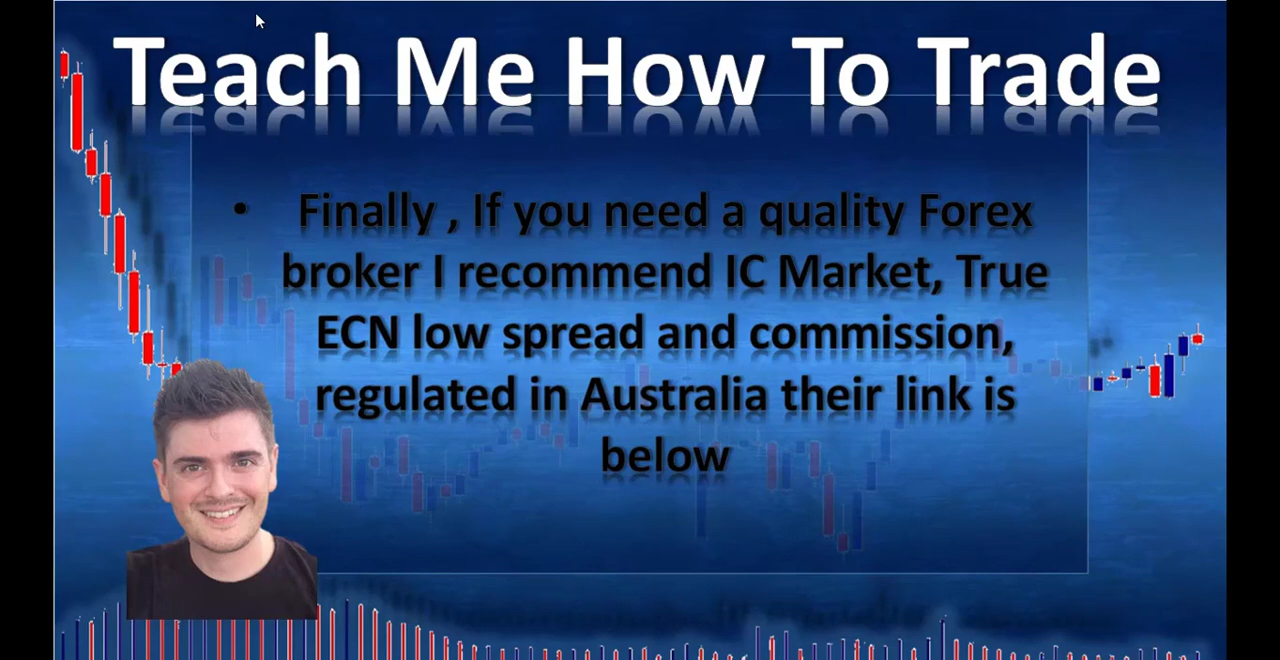 Teach Me How To Trade
• Finally , If you need a quality Forex
broker I recommend IC Market, True
ECN low spread and commission,
regulated in Australia their link is
below